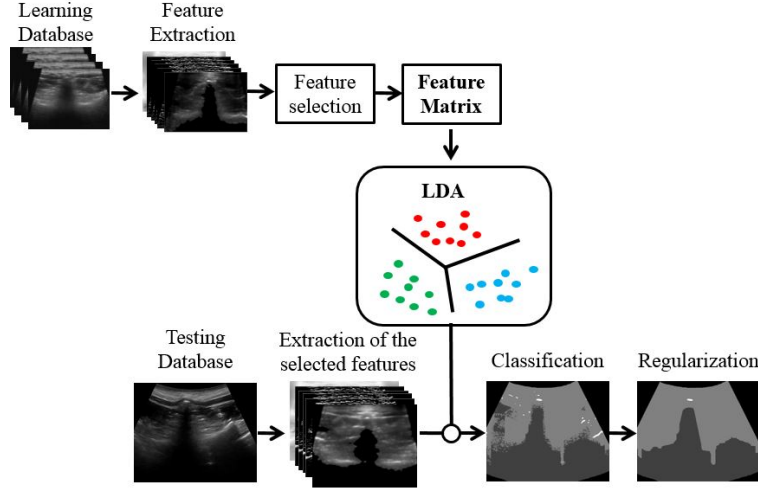 Learning
Database
Feature
Extraction
Feature
selection
Feature
Matrix
LDA
Testing
Database
Extraction of the
selected features
Classification
Regularization